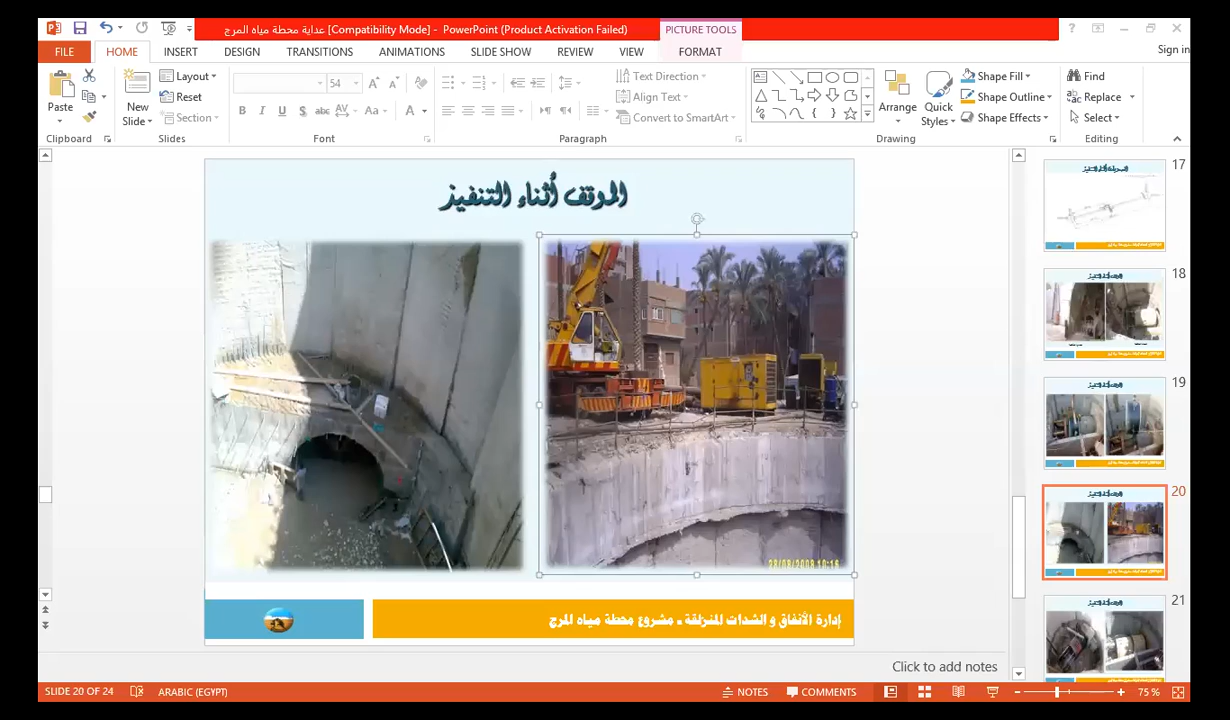 عداية محطة مياه المرج [Compatibility Mode] - PowerPoint (Product Activation Failed)
PICTURE TOOLS
Sign in
FILE HOME INSERT DESIGN TRANSITIONS ANIMATIONS SLIDE SHOW REVIEW VIEW FORMAT
Paste
New Slide
Layout
Reset
Section
54
B I U S abc AV Aa A
Text Direction
Align Text
Convert to SmartArt
Arrange
Quick Styles
Shape Fill
Shape Outline
Shape Effects
Find
Replace
Select
Clipboard Slides Font Paragraph Drawing Editing
الموقف أثناء التنفيذ
28/08/2008 10:16
إدارة الأنفاق و الشدات المنزلقة - مشروع محطة مياه المرج
17
18
19
20
21
Click to add notes
SLIDE 20 OF 24 ARABIC (EGYPT) NOTES COMMENTS 75 %